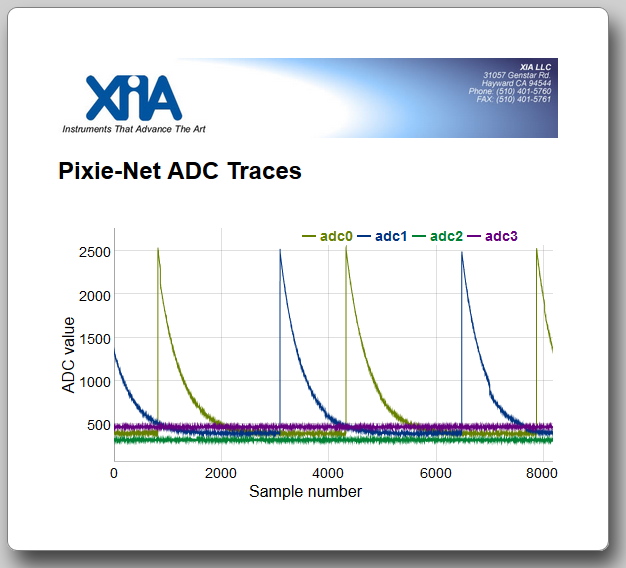 XIA LLC
31057 Genstar Rd.
Hayward CA 94544
Phone: (510) 401-5760
FAX: (510) 401-5761
XIA
Instruments That Advance The Art
Pixie-Net ADC Traces
adc0 adc1 adc2 adc3
2500
2000
1500
1000
500
ADC value
0 2000 4000 6000 8000
Sample number